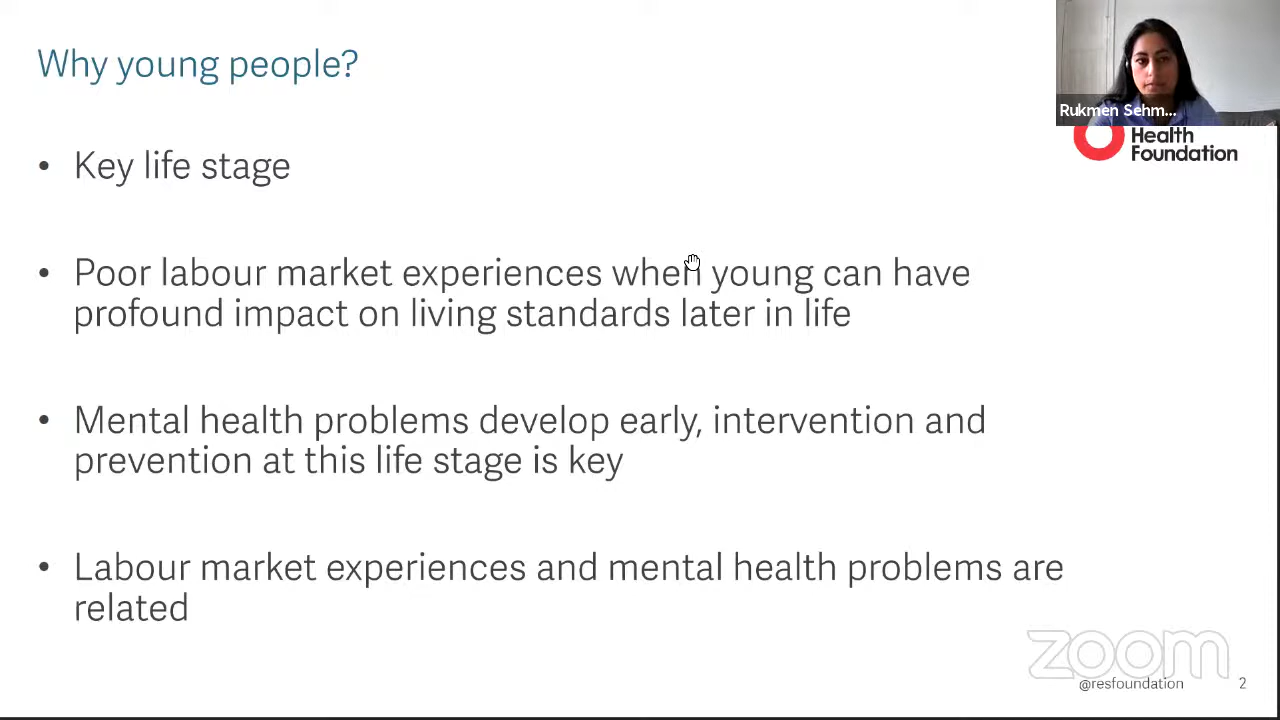 Why young people?
Rukmen Sehm...
Health
Foundation
• Key life stage
• Poor labour market experiences when young can have
profound impact on living standards later in life
• Mental health problems develop early, intervention and
prevention at this life stage is key
• Labour market experiences and mental health problems are
related
zoom
@resfoundation
2